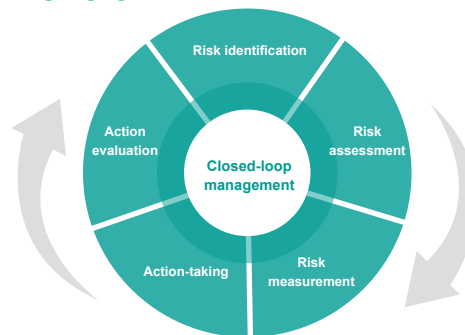 Risk identification
Risk
assessment
Risk
measurement
Action-taking
Action
evaluation
Closed-loop
management